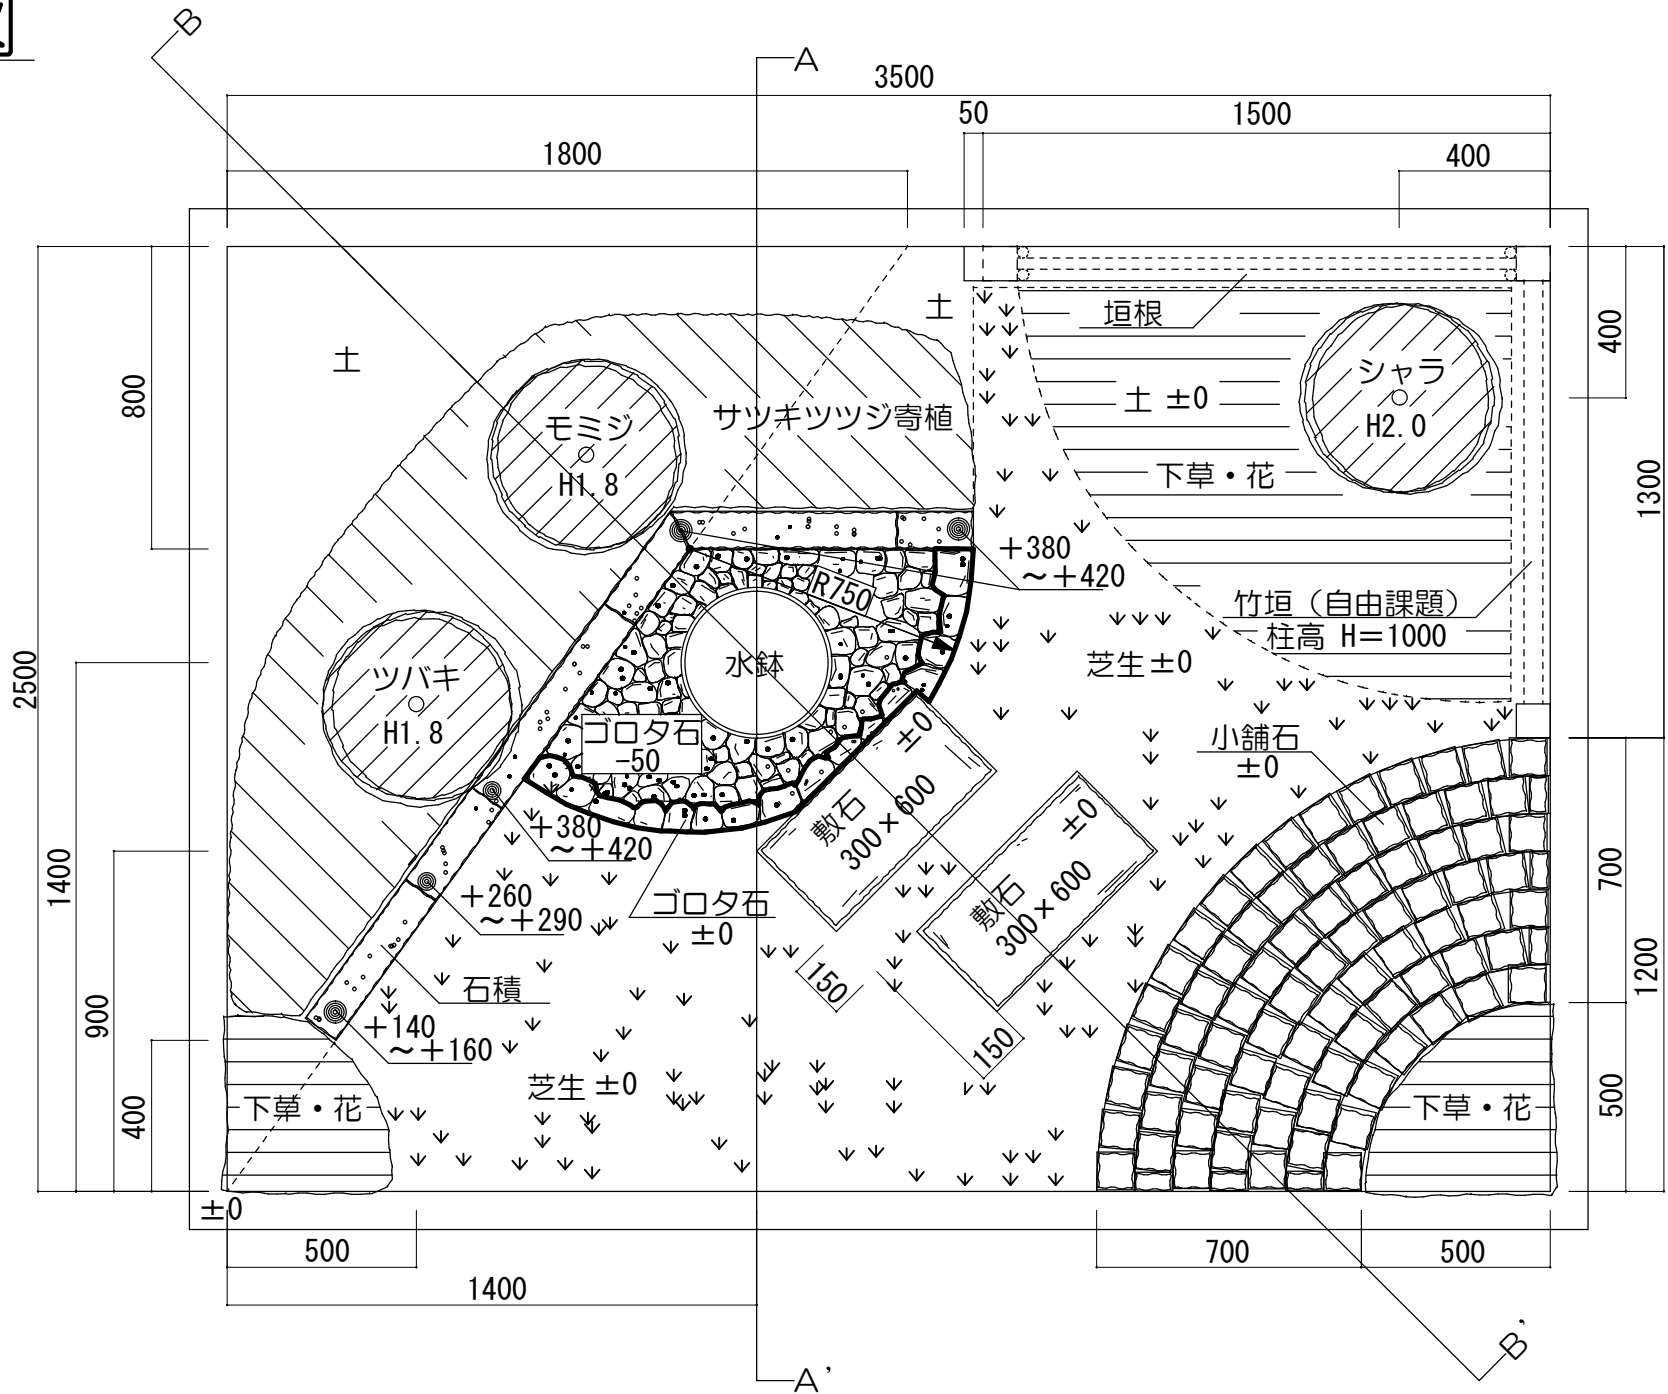 B
A
3500
50
1500
1800
400
土
土
垣根
シャラ
H2.0
土 ±0
下草・花
400
800
モミジ
H1.8
サツキツツジ寄植
1300
+380
～+420
R750
竹垣（自由課題）
柱高 H=1000
2500
ツバキ
H1.8
水鉢
芝生±0
ゴロタ石
-50
±0
敷石
300×600
小舗石
±0
±0
敷石
300×600
+380
～+420
1400
+260
～+290
ゴロタ石
±0
700
1200
石積
150
150
900
+140
～+160
芝生 ±0
400
下草・花
下草・花
500
±0
500
1400
700
500
A'
B'